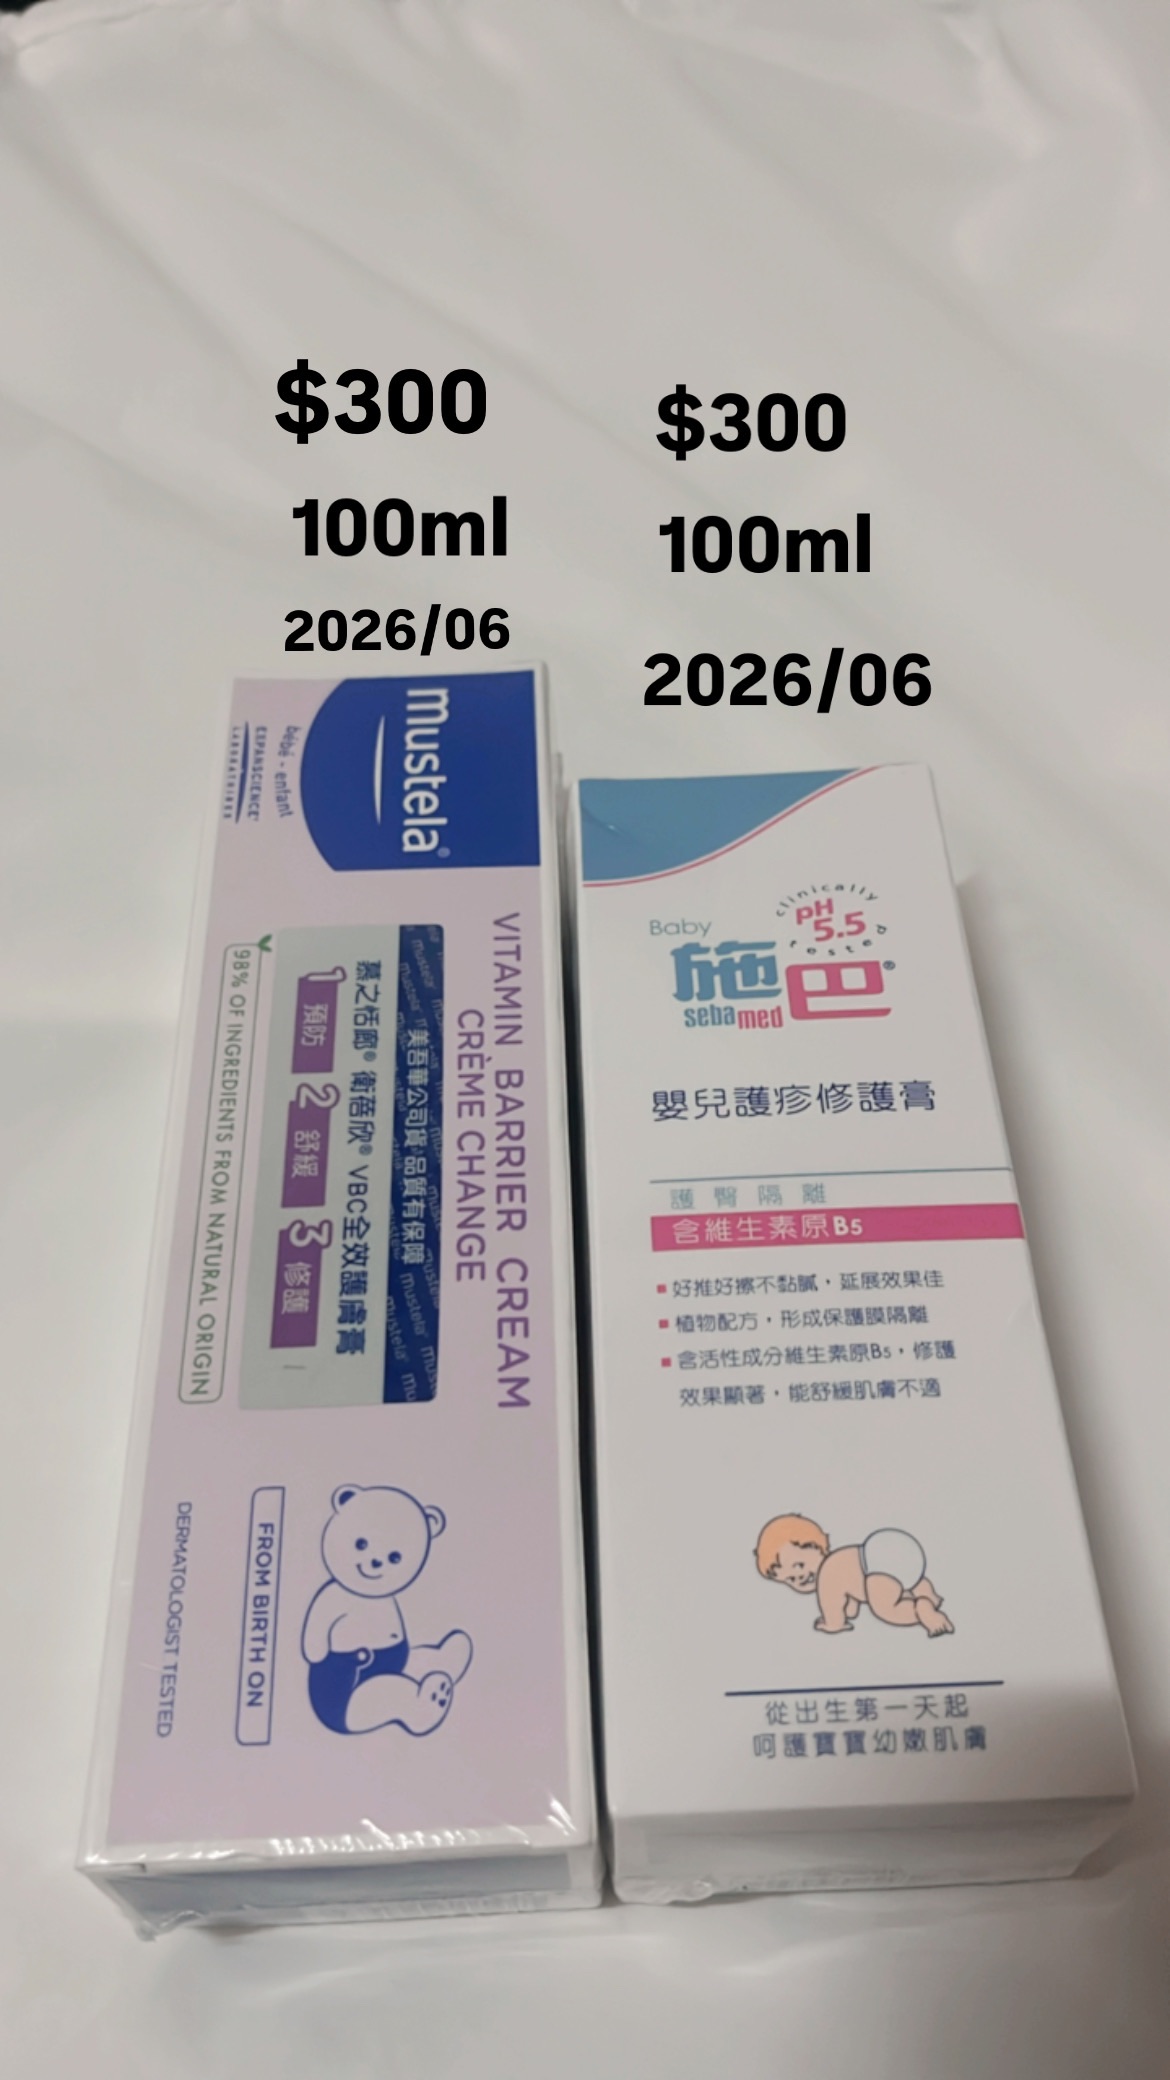 $300
100ml
2026/06
$300
100ml
2026/06
mustela®
bébé - enfant
EXPANSCIENCE®
LABORATOIRES
VITAMIN BARRIER CREAM
CRÈME CHANGE
美吾華公司貨 品質有保障
慕之恬廊® 衛蓓欣® VBC全效護膚膏
1 預防 2 舒緩 3 修護
98% OF INGREDIENTS FROM NATURAL ORIGIN
FROM BIRTH ON
DERMATOLOGIST TESTED
clinically
pH
5.5
tested
Baby
施巴®
sebamed
嬰兒護疹修護膏
護臀隔離
含維生素原B5
好推好擦不黏膩，延展效果佳
植物配方，形成保護膜隔離
含活性成分維生素原B5，修護
效果顯著，能舒緩肌膚不適
從出生第一天起
呵護寶寶幼嫩肌膚